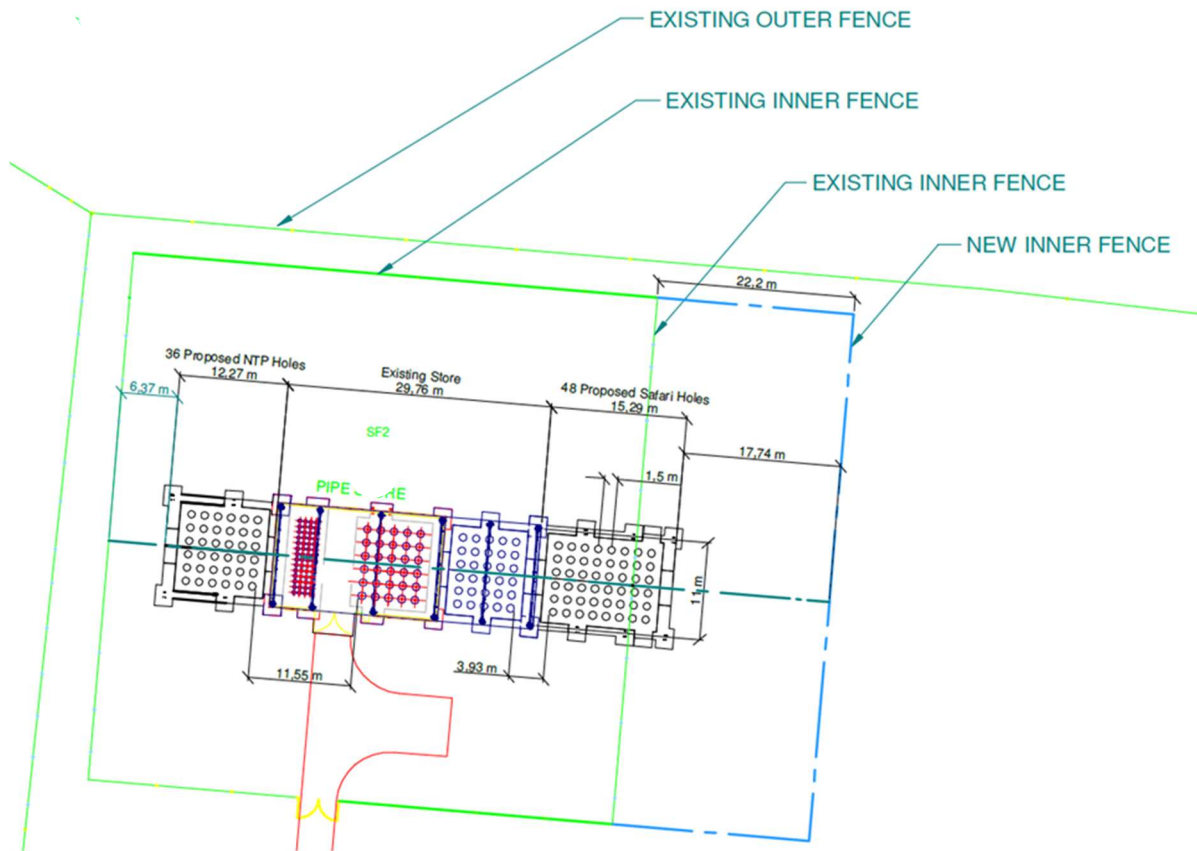 EXISTING OUTER FENCE
EXISTING INNER FENCE
EXISTING INNER FENCE
NEW INNER FENCE
22,2 m
36 Proposed NTP Holes
12,27 m
6,37 m
Existing Store
29,76 m
48 Proposed Safari Holes
15,29 m
17,74 m
SF2
1,5 m
PIPE
11 m
11,55 m
3,93 m